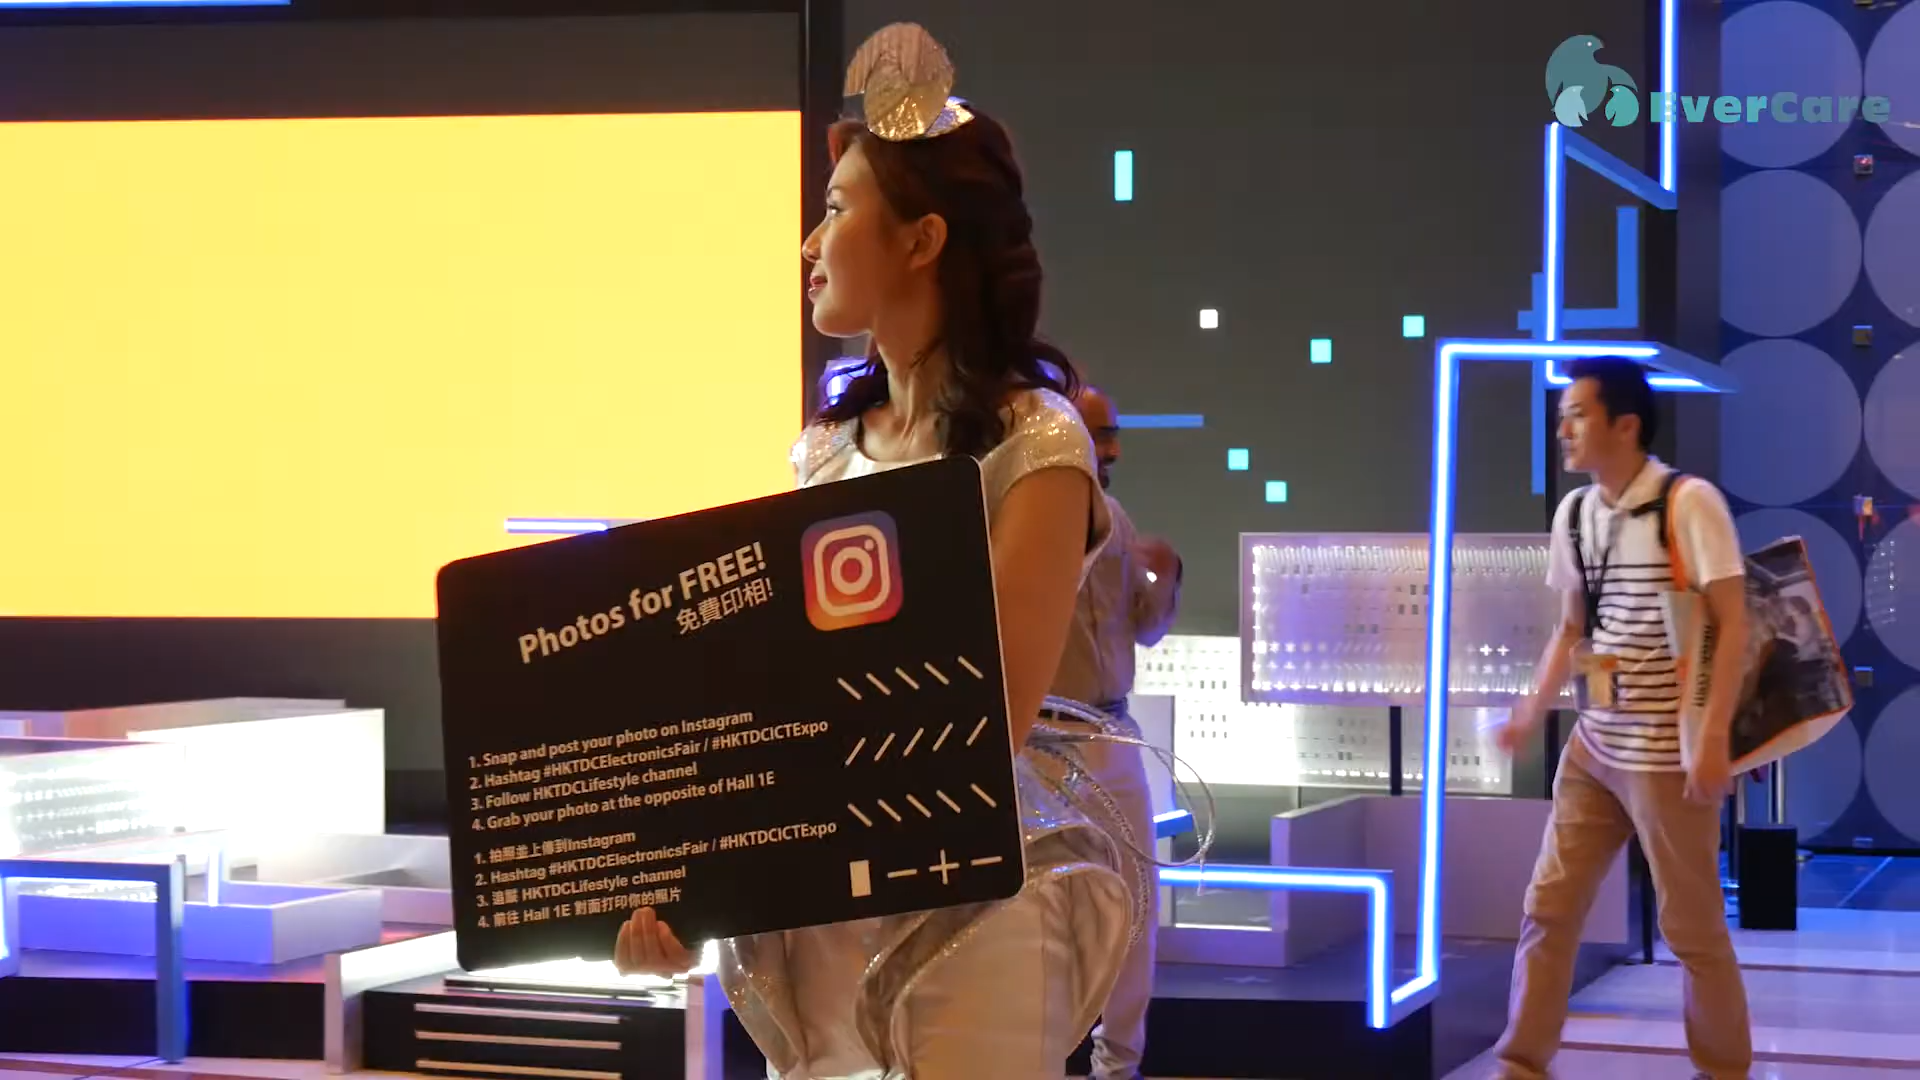 EverCare
Photos for FREE!
免費印相!
1. Snap and post your photo on Instagram
2. Hashtag #HKTDCElectronicsFair / #HKTDCICTExpo
3. Follow HKTDCLifestyle channel
4. Grab your photo at the opposite of Hall 1E
1. 拍照並上傳到Instagram
2. Hashtag #HKTDCElectronicsFair / #HKTDCICTExpo
3. 追蹤 HKTDCLifestyle channel
4. 前往 Hall 1E 對面打印你的照片